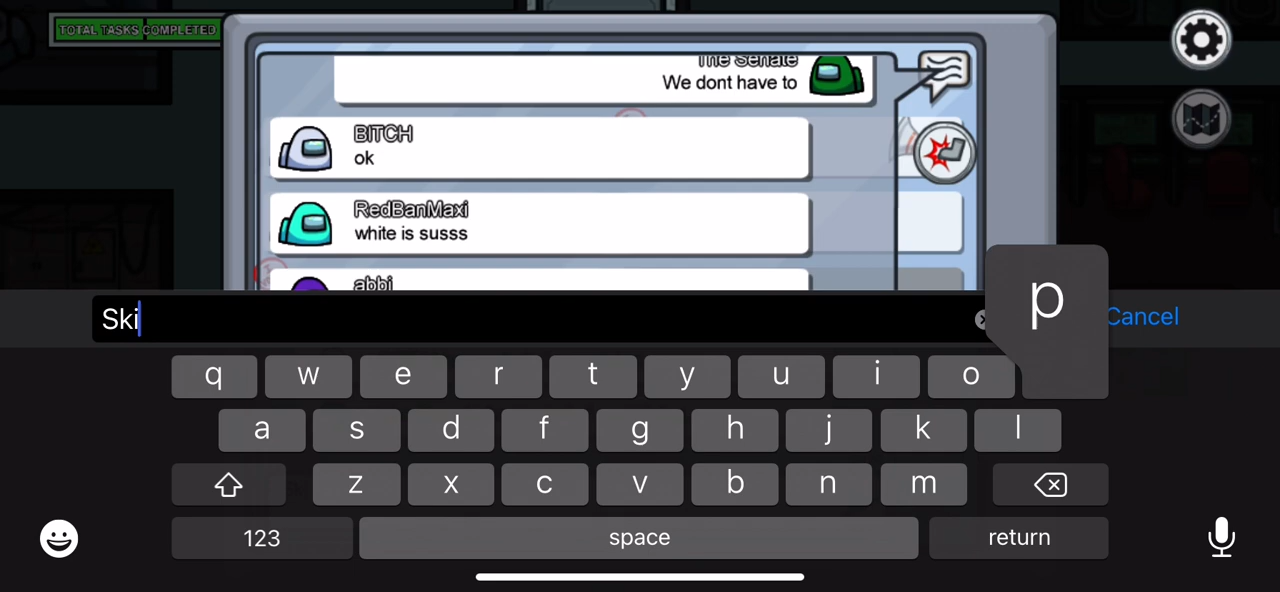 TOTAL TASKS COMPLETED
The Senate
We dont have to
BITCH
ok
RedBanMaxi
white is susss
abbi
Ski
Cancel
p
q w e r t y u i o
a s d f g h j k l
z x c v b n m
123 space return